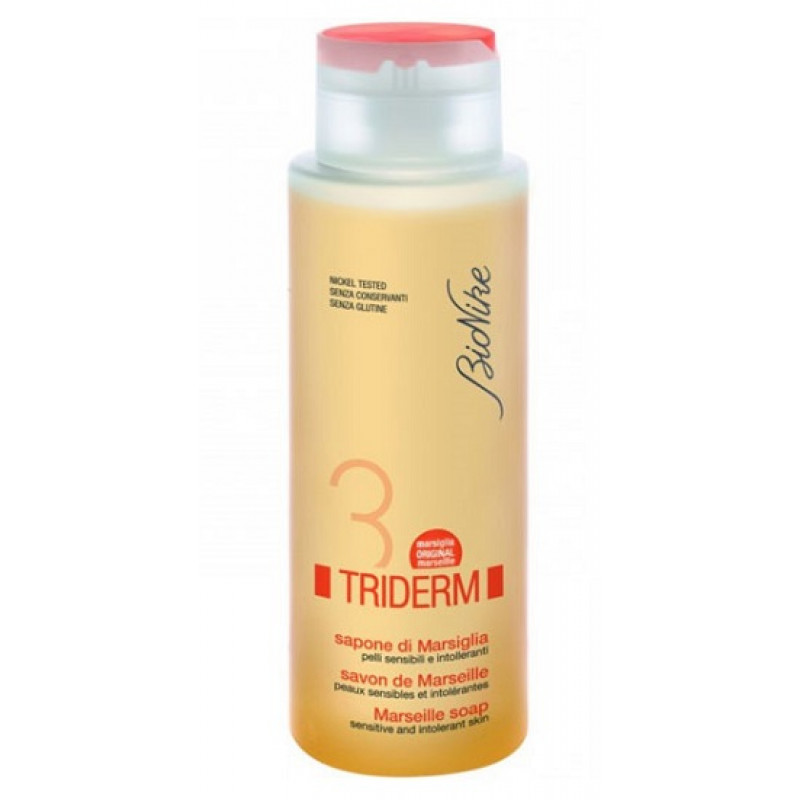 NICKEL TESTED
SENZA CONSERVANTI
SENZA GLUTINE
BioNike
3
marsiglia
ORIGINAL
marseille
TRIDERM
sapone di Marsiglia
pelli sensibili e intolleranti
savon de Marseille
peaux sensibles et intolérantes
Marseille soap
sensitive and intolerant skin